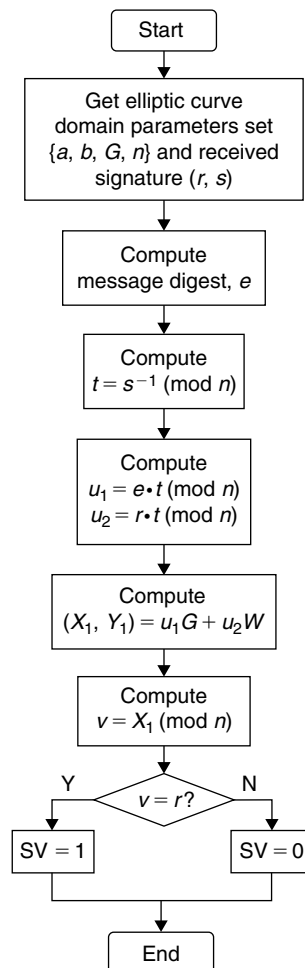 Start
Get elliptic curve
domain parameters set
{a, b, G, n} and received
signature (r, s)
Compute
message digest, e
Compute
t = s⁻¹ (mod n)
Compute
u₁ = e•t (mod n)
u₂ = r•t (mod n)
Compute
(X₁, Y₁) = u₁G + u₂W
Compute
v = X₁ (mod n)
Y
N
v = r?
SV = 1
SV = 0
End